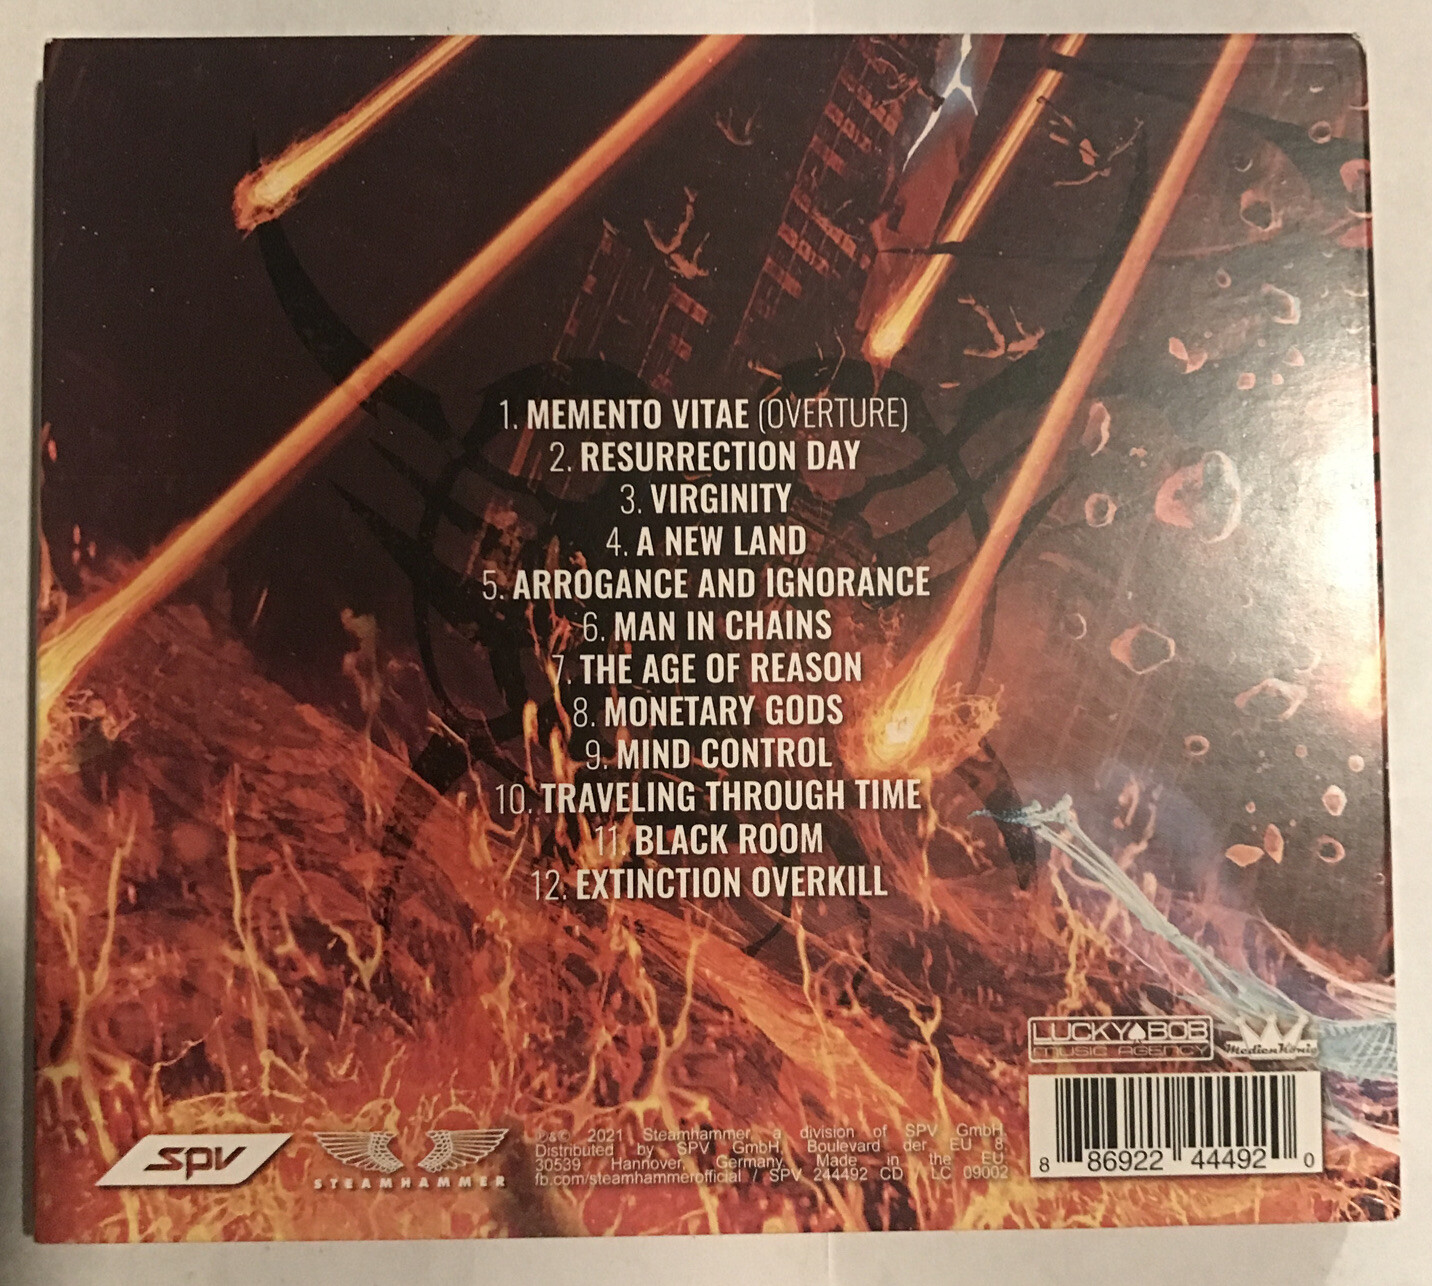 1. MEMENTO VITAE (OVERTURE)
2. RESURRECTION DAY
3. VIRGINITY
4. A NEW LAND
5. ARROGANCE AND IGNORANCE
6. MAN IN CHAINS
7. THE AGE OF REASON
8. MONETARY GODS
9. MIND CONTROL
10. TRAVELING THROUGH TIME
11. BLACK ROOM
12. EXTINCTION OVERKILL
LUCKY BOB
MUSIC AGENCY
MedienKönig
SPV
STEAMHAMMER
℗&© 2021 Steamhammer, a division of SPV GmbH.
Distributed by SPV GmbH, Boulevard der EU 8,
30539 Hannover, Germany. Made in the EU.
fb.com/steamhammerofficial / SPV 244492 CD / LC 09002
8 86922 44492 0